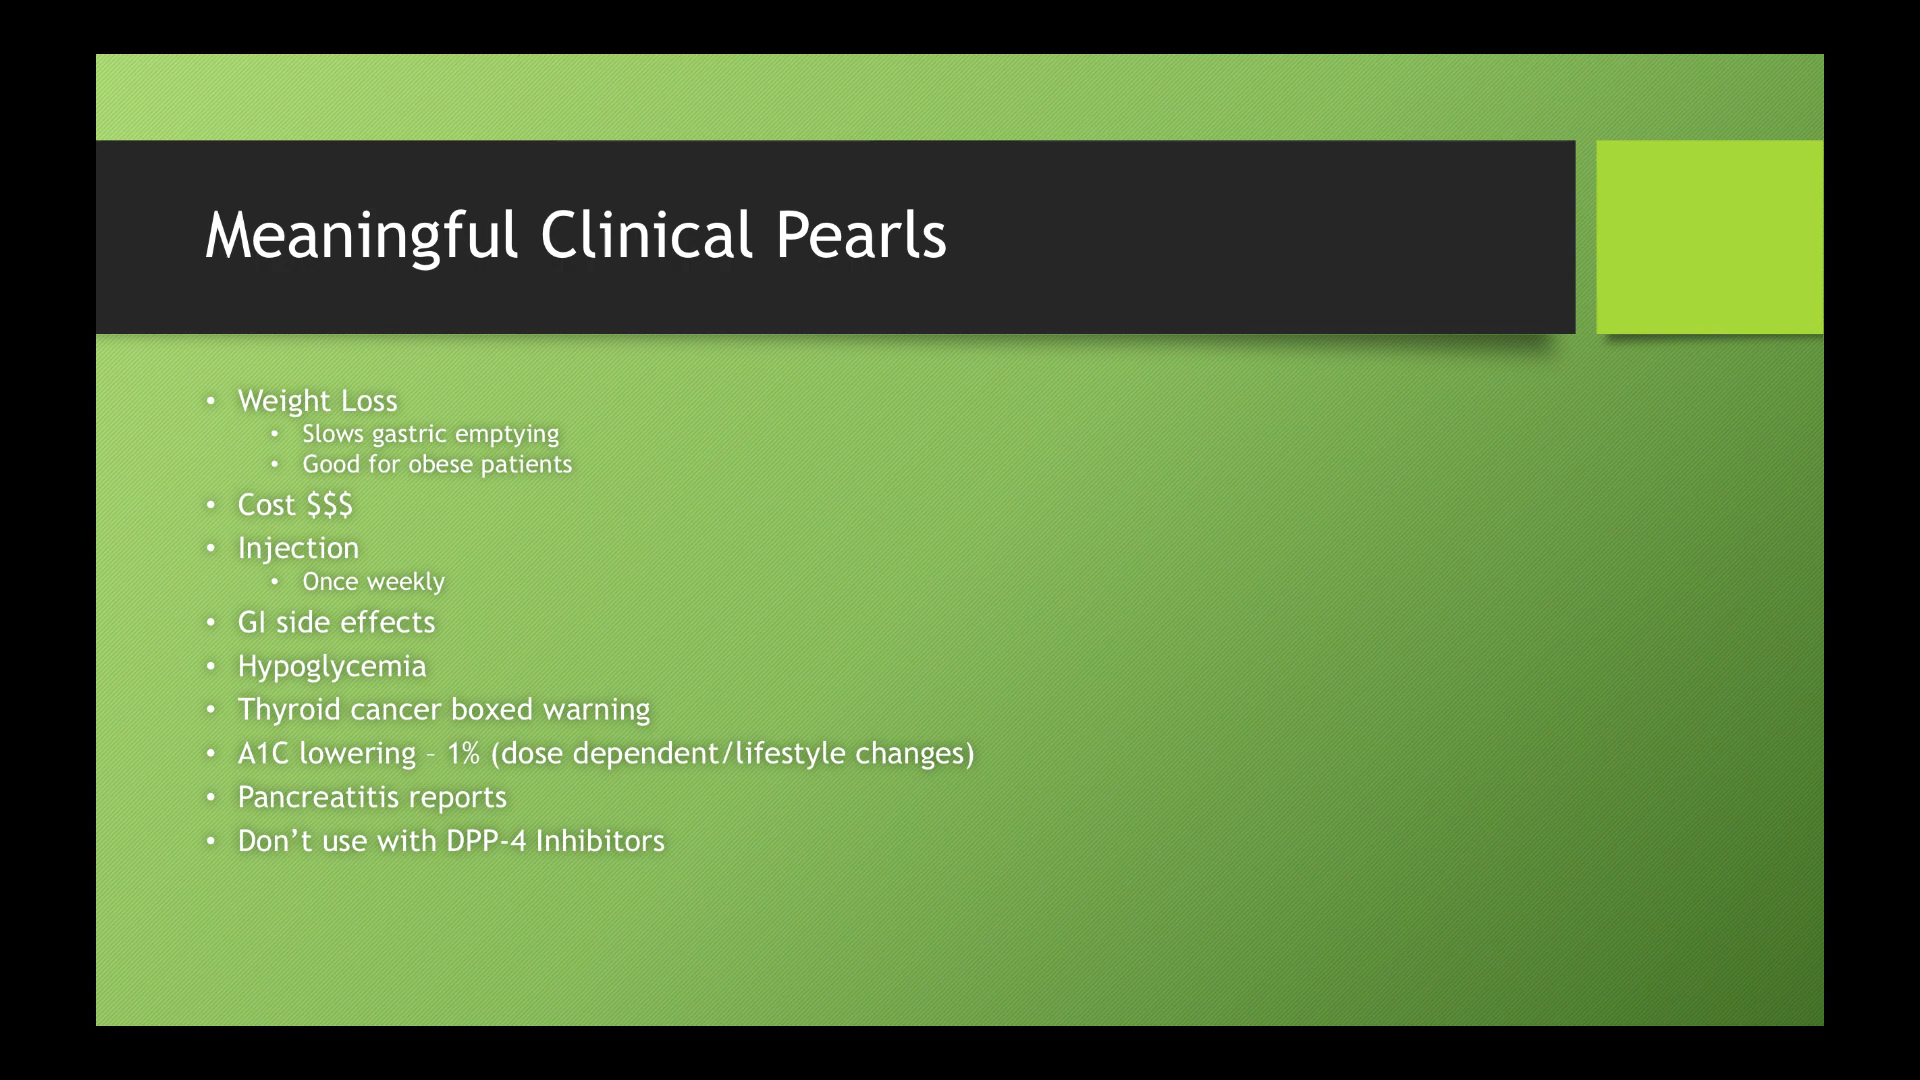 Meaningful Clinical Pearls
• Weight Loss
• Slows gastric emptying
• Good for obese patients
• Cost $$$
• Injection
• Once weekly
• GI side effects
• Hypoglycemia
• Thyroid cancer boxed warning
• A1C lowering – 1% (dose dependent/lifestyle changes)
• Pancreatitis reports
• Don’t use with DPP-4 Inhibitors